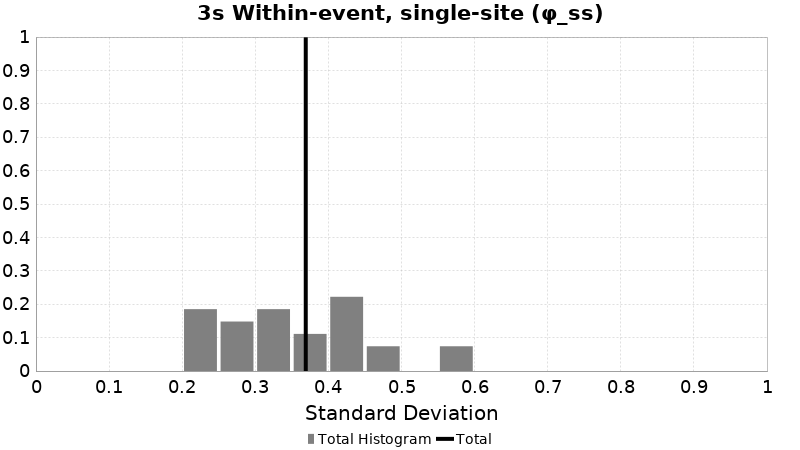 3s Within-event, single-site (φ_ss)
1
0.9
0.8
0.7
0.6
0.5
0.4
0.3
0.2
0.1
0
0 0.1 0.2 0.3 0.4 0.5 0.6 0.7 0.8 0.9 1
Standard Deviation
Total Histogram Total